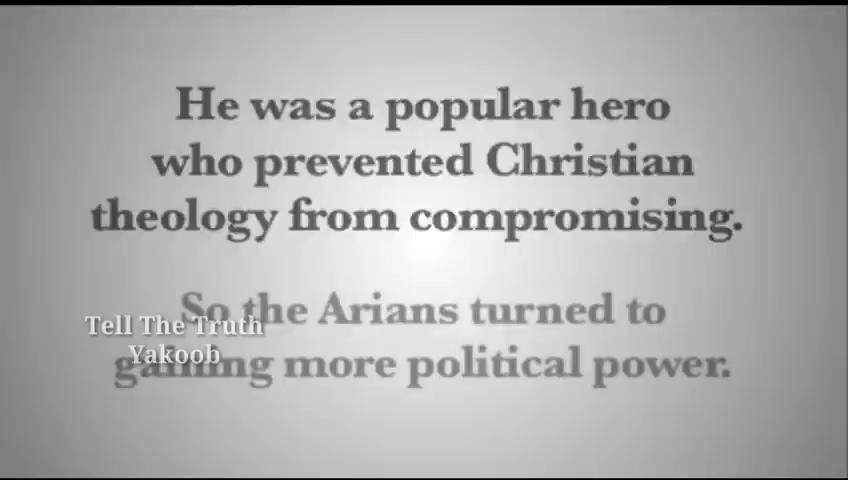 He was a popular hero
who prevented Christian
theology from compromising.
So the Arians turned to
gaining more political power.
Tell The Truth
Yakoob